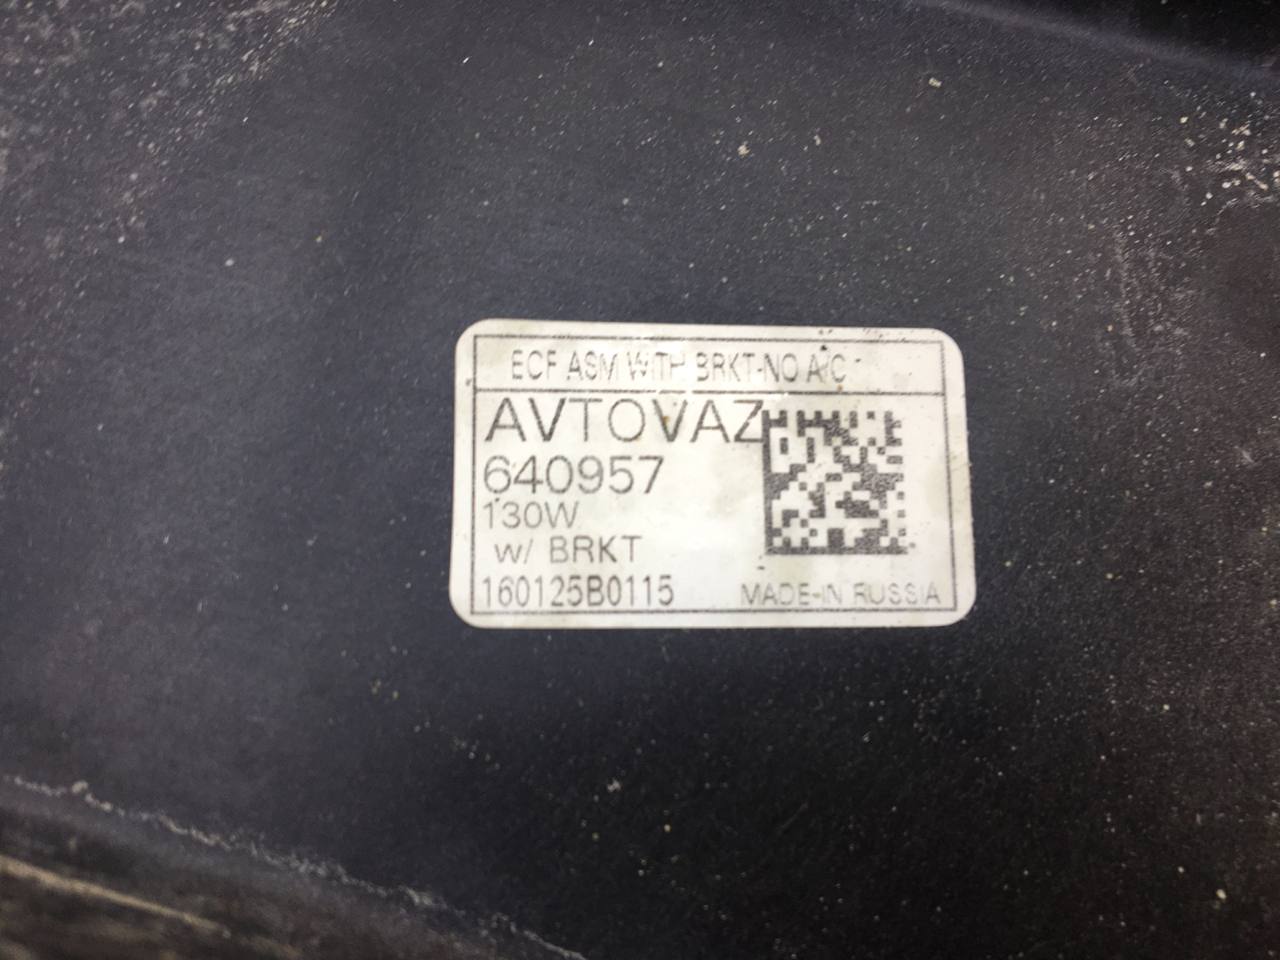 ECF ASM WITH BRKT-NO A/C
AVTOVAZ
640957
130W
w/ BRKT
160125B0115
MADE-IN RUSSIA